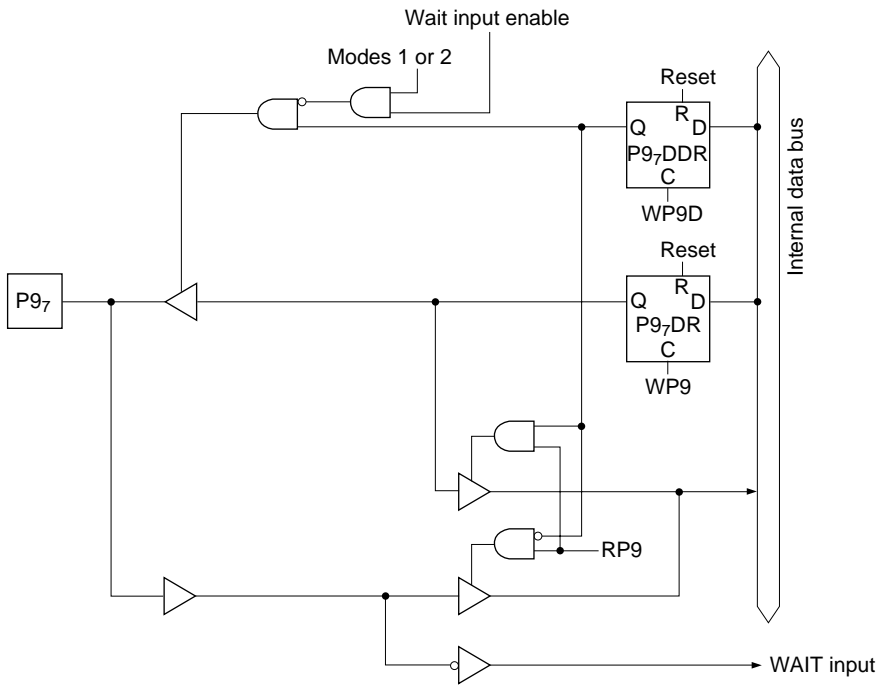 Wait input enable
Modes 1 or 2
Reset
R
Q
D
P9₇DDR
C
WP9D
Internal data bus
Reset
P9₇
R
Q
D
P9₇DR
C
WP9
RP9
WAIT input